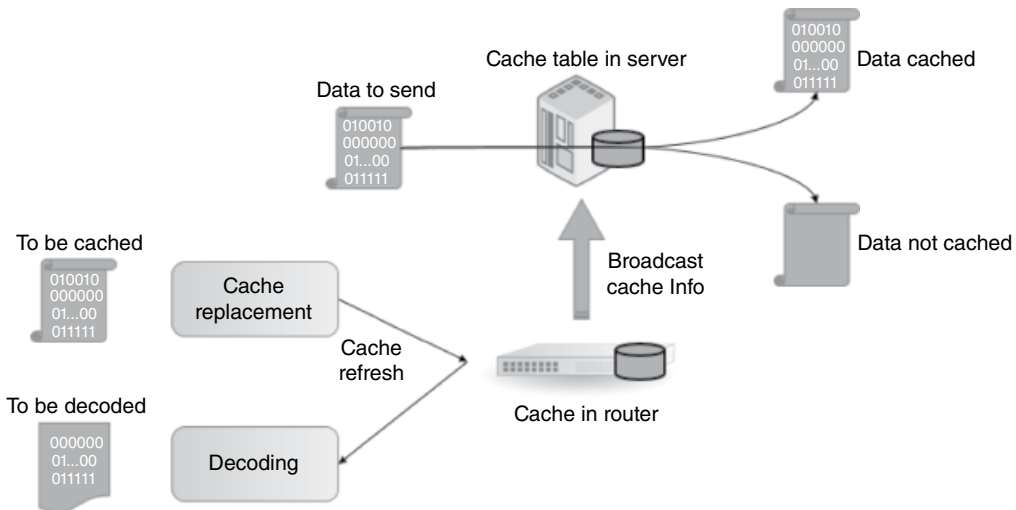 Cache table in server
Data to send
010010
000000
01...00
011111
010010
000000
01...00
011111
Data cached
Data not cached
Broadcast
cache Info
To be cached
010010
000000
01...00
011111
Cache
replacement
Cache
refresh
Cache in router
To be decoded
000000
01...00
011111
Decoding